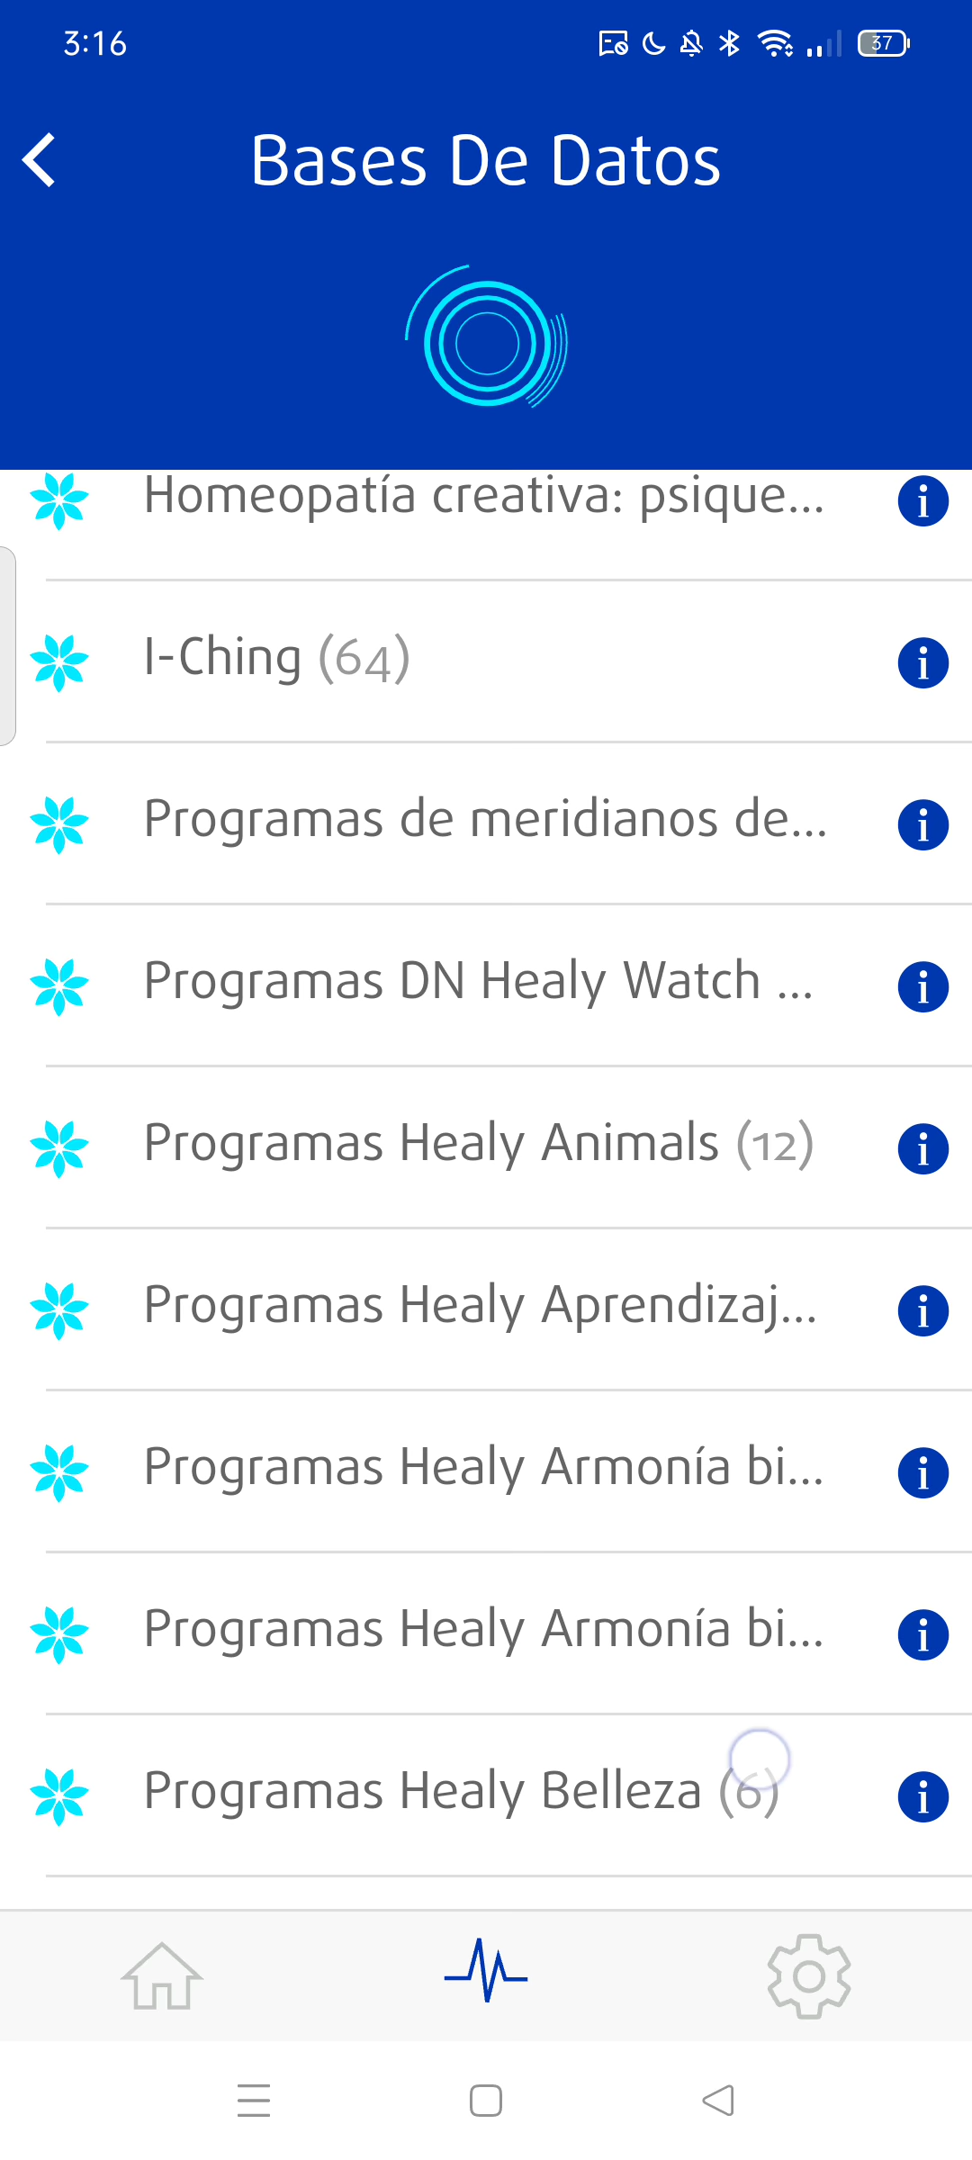 3:16
37
Bases De Datos
Homeopatía creativa: psique...
i
I-Ching (64)
i
Programas de meridianos de...
i
Programas DN Healy Watch ...
i
Programas Healy Animals (12)
i
Programas Healy Aprendizaj...
i
Programas Healy Armonía bi...
i
Programas Healy Armonía bi...
i
Programas Healy Belleza (6)
i